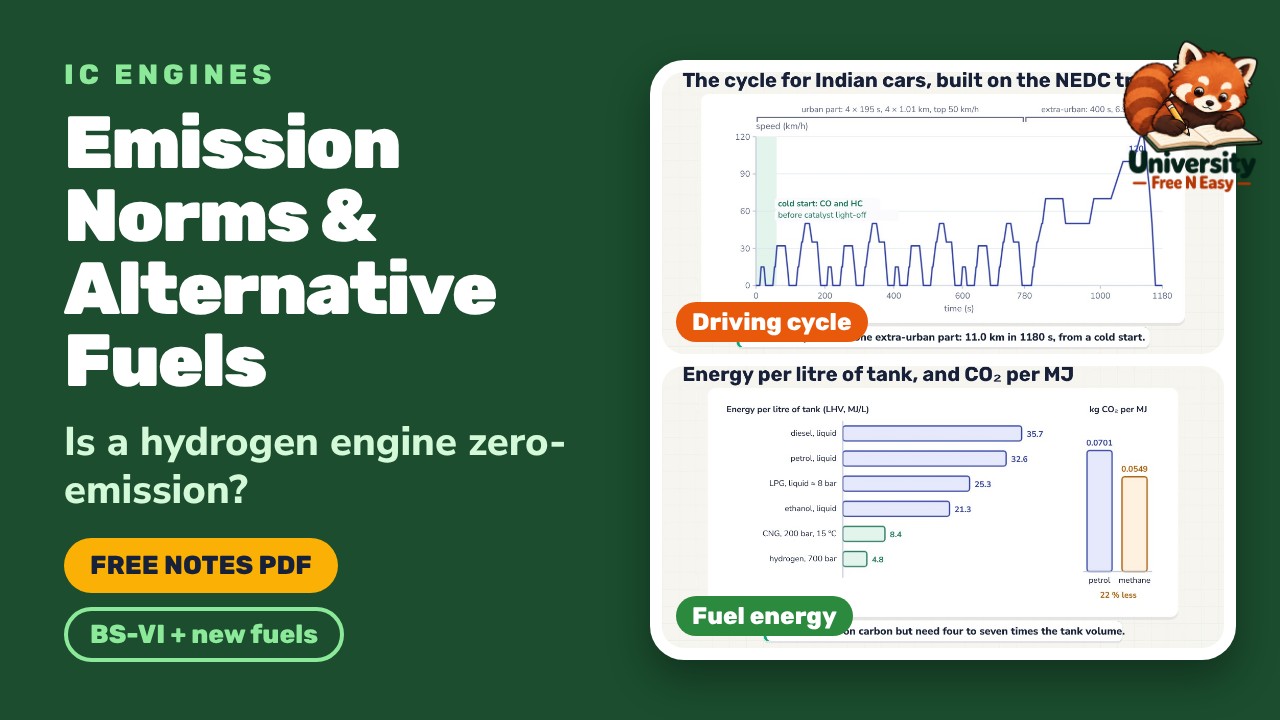 IC ENGINES
Emission
Norms &
Alternative
Fuels
Is a hydrogen engine zero-
emission?
FREE NOTES PDF
BS-VI + new fuels
The cycle for Indian cars, built on the NEDC
urban part: 4 × 195 s, 4 × 1.01 km, top 50 km/h
extra-urban: 400 s,
speed (km/h)
120
90
60
30
0
120
cold start: CO and HC
before catalyst light-off
0 200 400 600 780 1000 1180
time (s)
Driving cycle
extra-urban part: 11.0 km in 1180 s, from a cold start.
University
Free N Easy
Energy per litre of tank, and CO₂ per MJ
Energy per litre of tank (LHV, MJ/L)
diesel, liquid 35.7
petrol, liquid 32.6
LPG, liquid ≈ 8 bar 25.3
ethanol, liquid 21.3
CNG, 200 bar, 15 °C 8.4
hydrogen, 700 bar 4.8
kg CO₂ per MJ
0.0701
0.0549
petrol methane
22 % less
Fuel energy
on carbon but need four to seven times the tank volume.